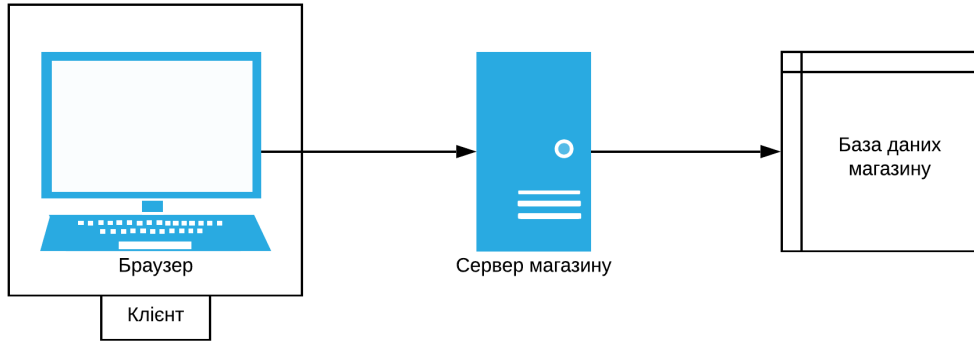 Браузер
Клієнт
Сервер магазину
База даних
магазину